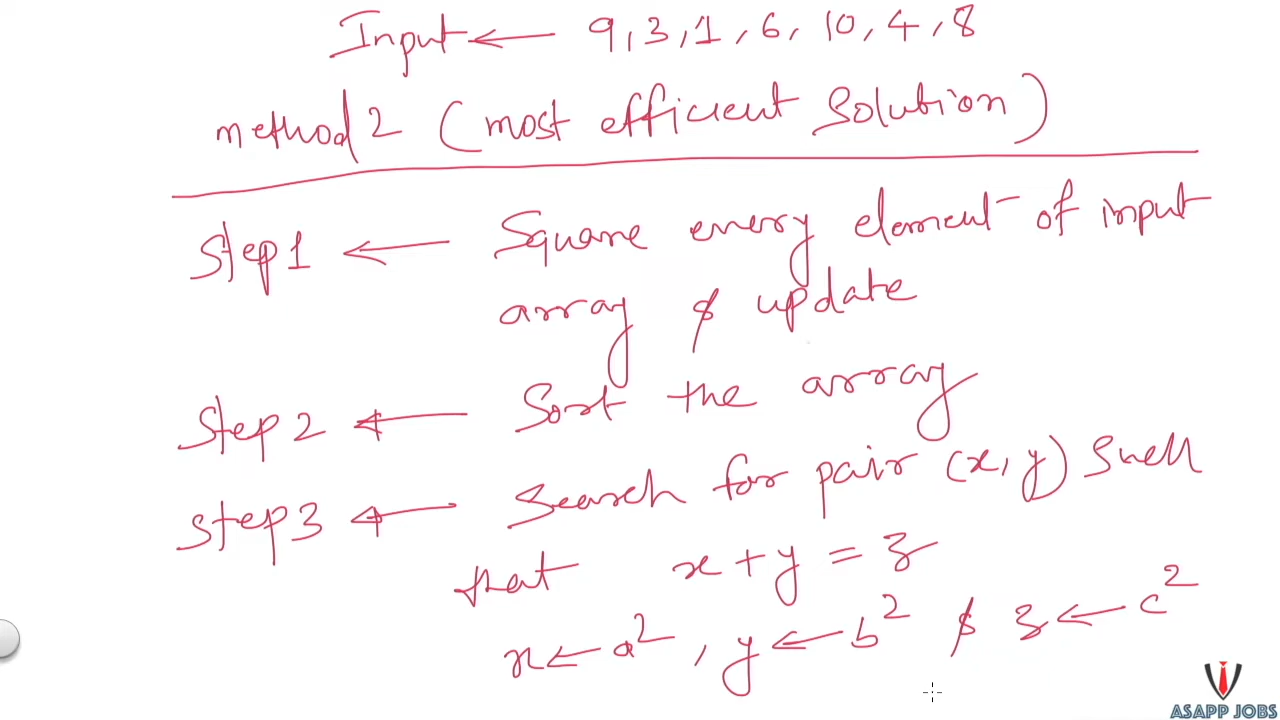 Input ← 9, 3, 1, 6, 10, 4, 8
method 2 (most efficient solution)
Step 1 ← Square every element of input
array & update
Step 2 ← Sort the array
Step 3 ← Search for pair (x, y) such
that x + y = z
x ← a², y ← b² & z ← c²
ASAPP JOBS